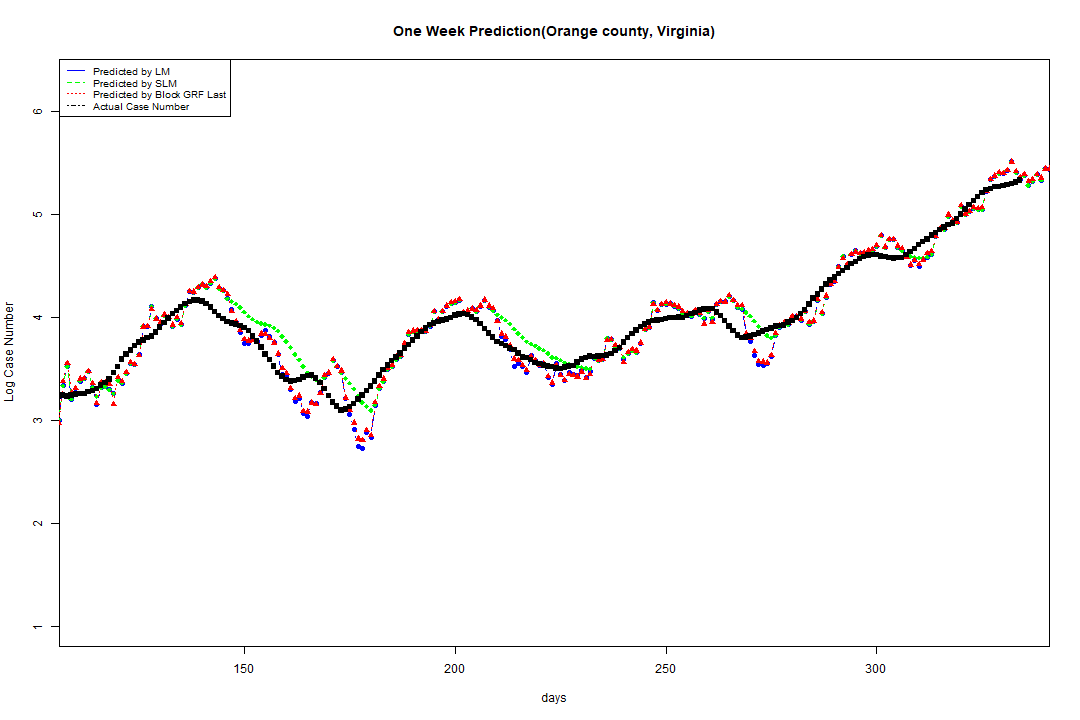 One Week Prediction(Orange county, Virginia)
Predicted by LM
Predicted by SLM
Predicted by Block GRF Last
Actual Case Number
Log Case Number
6
5
4
3
2
1
150 200 250 300
days